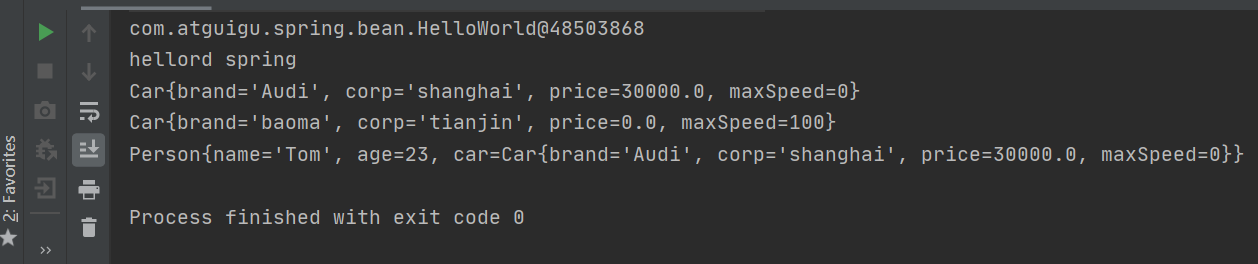 com.atguigu.spring.bean.HelloWorld@48503868
hellord spring
Car{brand='Audi', corp='shanghai', price=30000.0, maxSpeed=0}
Car{brand='baoma', corp='tianjin', price=0.0, maxSpeed=100}
Person{name='Tom', age=23, car=Car{brand='Audi', corp='shanghai', price=30000.0, maxSpeed=0}}
Process finished with exit code 0
2: Favorites